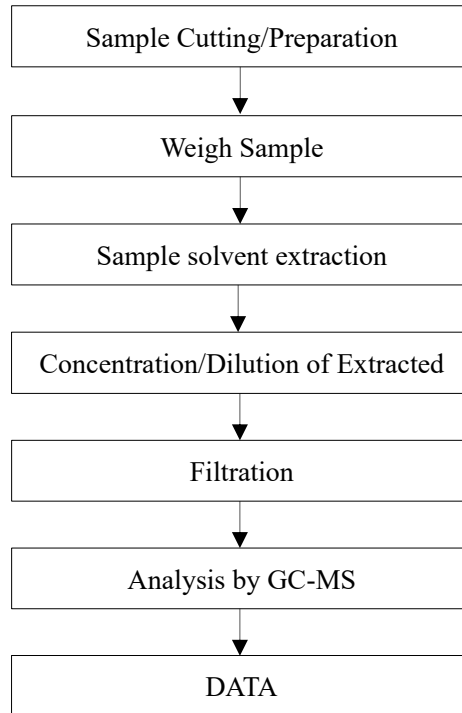 Sample Cutting/Preparation
Weigh Sample
Sample solvent extraction
Concentration/Dilution of Extracted
Filtration
Analysis by GC-MS
DATA